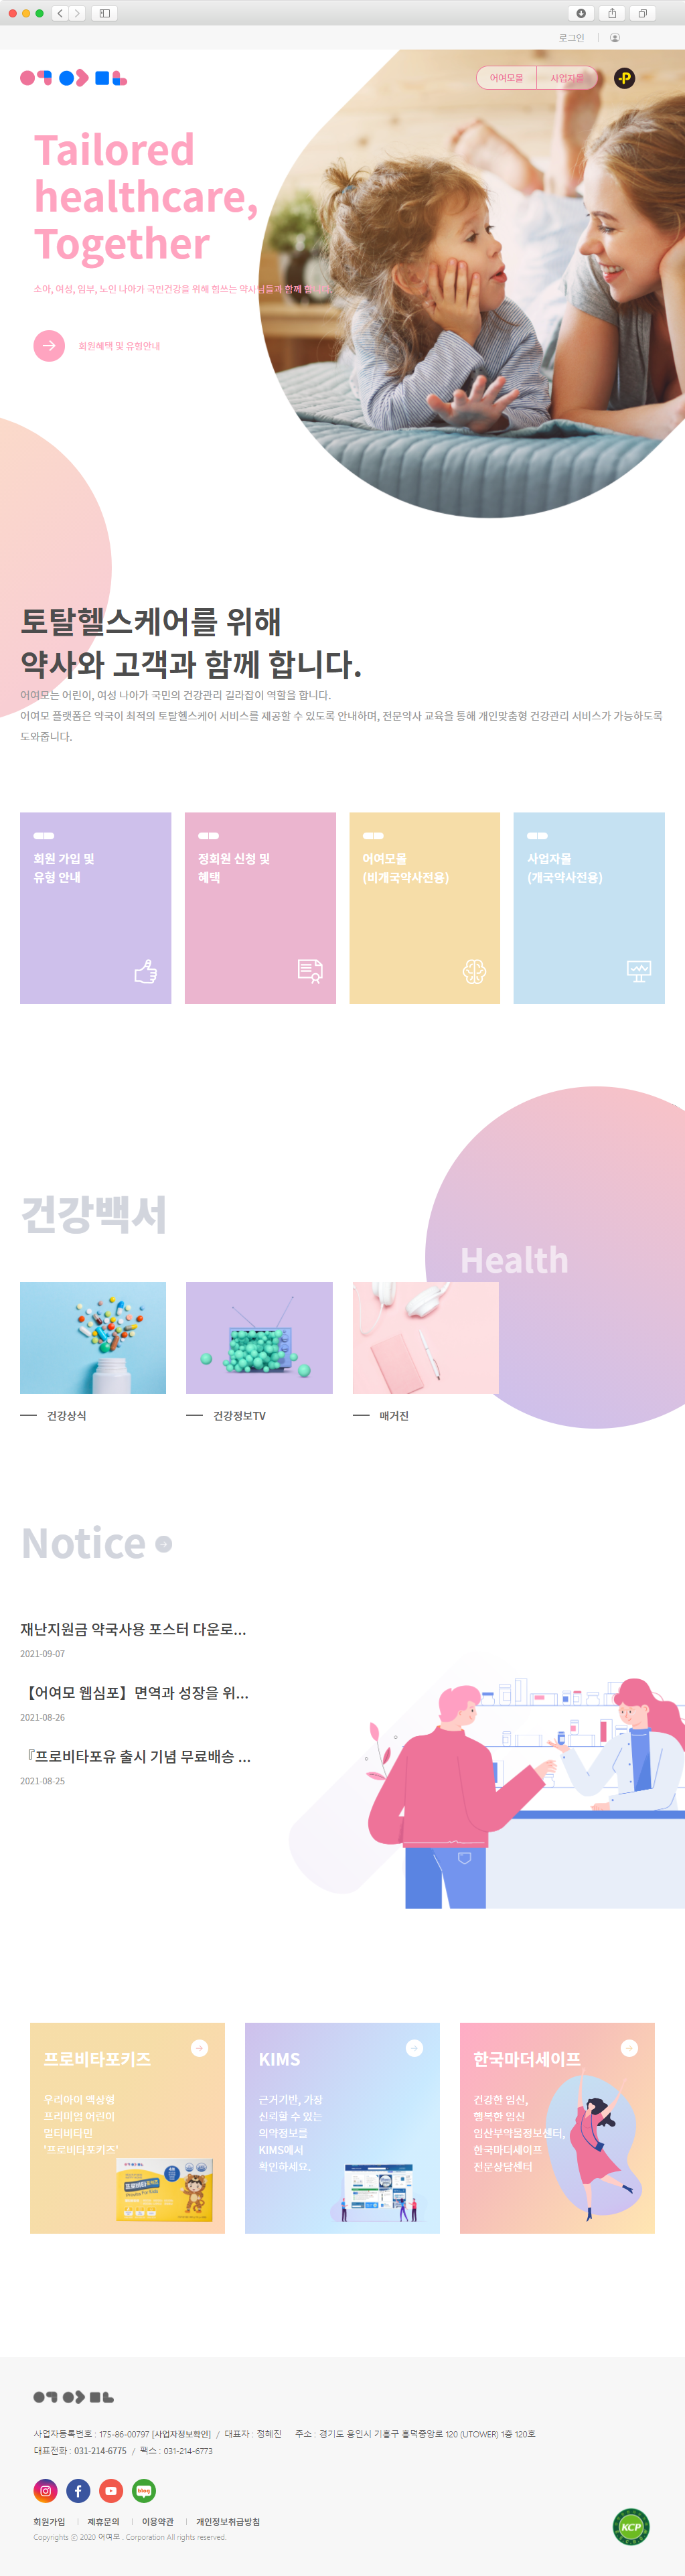 로그인
어여모몰 사업자몰
P
Tailored
healthcare,
Together
소아, 여성, 임부, 노인 나아가 국민건강을 위해 힘쓰는 약사님들과 함께 합니다.
회원혜택 및 유형안내
토탈헬스케어를 위해
약사와 고객과 함께 합니다.
어여모는 어린이, 여성 나아가 국민의 건강관리 길라잡이 역할을 합니다.
어여모 플랫폼은 약국이 최적의 토탈헬스케어 서비스를 제공할 수 있도록 안내하며, 전문약사 교육을 통해 개인맞춤형 건강관리 서비스가 가능하도록
도와줍니다.
회원 가입 및
유형 안내
정회원 신청 및
혜택
어여모몰
(비개국약사전용)
사업자몰
(개국약사전용)
건강백서
Health
건강상식
건강정보TV
매거진
Notice
재난지원금 약국사용 포스터 다운로...
2021-09-07
【어여모 웹심포】면역과 성장을 위...
2021-08-26
『프로비타포유 출시 기념 무료배송 ...
2021-08-25
프로비타포키즈
우리아이 액상형
프리미엄 어린이
멀티비타민
'프로비타포키즈'
KIMS
근거기반, 가장
신뢰할 수 있는
의약정보를
KIMS에서
확인하세요.
한국마더세이프
건강한 임신,
행복한 임신
임산부약물정보센터,
한국마더세이프
전문상담센터
사업자등록번호 : 175-86-00797 [사업자정보확인] / 대표자 : 정혜진 주소 : 경기도 용인시 기흥구 흥덕중앙로 120 (UTOWER) 1층 120호
대표전화 : 031-214-6775 / 팩스 : 031-214-6773
blog
회원가입 제휴문의 이용약관 개인정보취급방침
Copyrights ⓒ 2020 어여모 . Corporation All rights reserved.
KCP